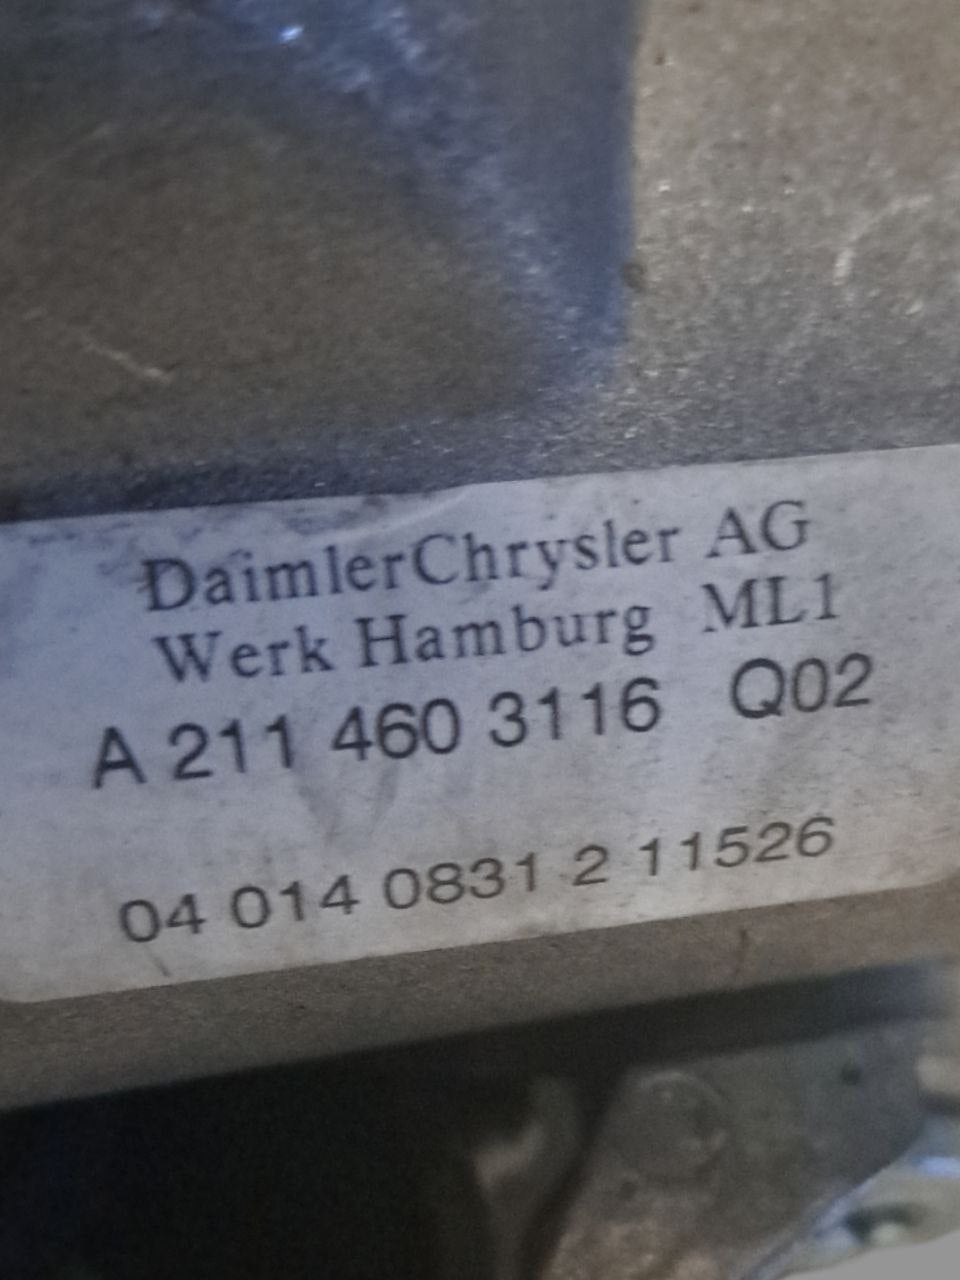 DaimlerChrysler AG
Werk Hamburg ML1
A 211 460 3116 Q02
04 014 0831 2 11526